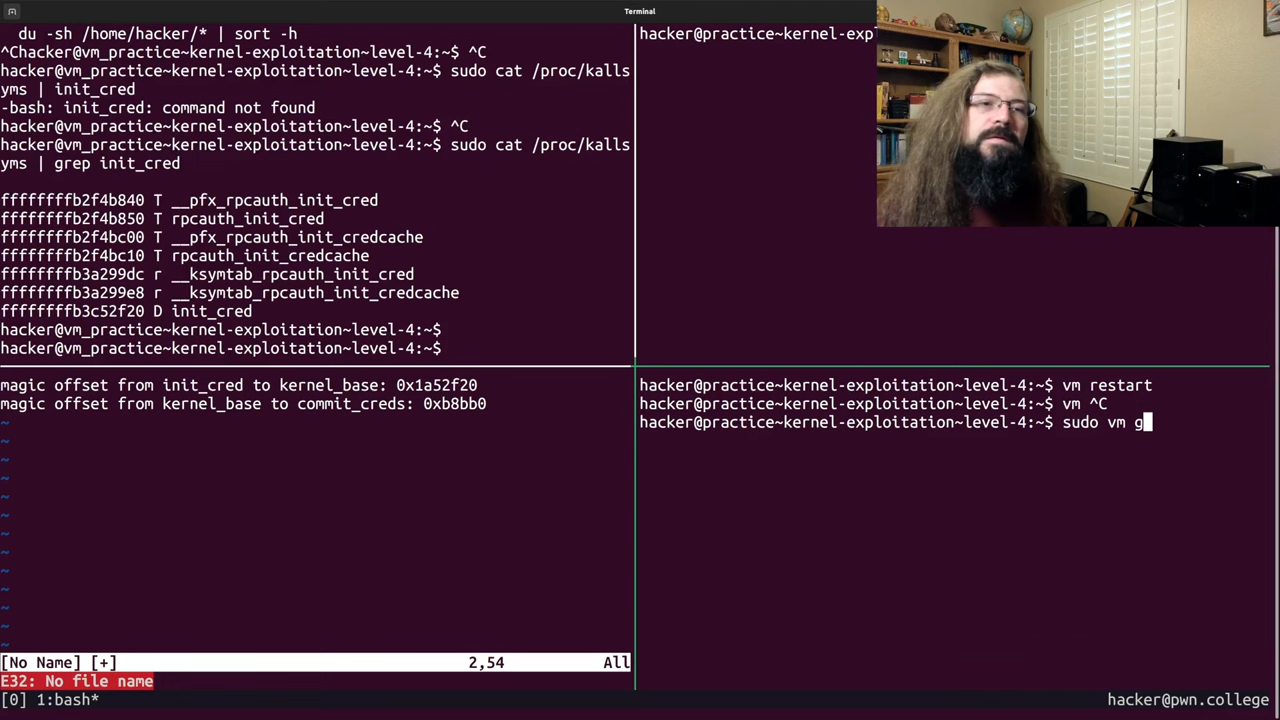 Terminal
du -sh /home/hacker/* | sort -h
^Chacker@vm_practice~kernel-exploitation~level-4:~$ ^C
hacker@vm_practice~kernel-exploitation~level-4:~$ sudo cat /proc/kalls
yms | init_cred
-bash: init_cred: command not found
hacker@vm_practice~kernel-exploitation~level-4:~$ ^C
hacker@vm_practice~kernel-exploitation~level-4:~$ sudo cat /proc/kalls
yms | grep init_cred
ffffffffb2f4b840 T __pfx_rpcauth_init_cred
ffffffffb2f4b850 T rpcauth_init_cred
ffffffffb2f4bc00 T __pfx_rpcauth_init_credcache
ffffffffb2f4bc10 T rpcauth_init_credcache
ffffffffb3a299dc r __ksymtab_rpcauth_init_cred
ffffffffb3a299e8 r __ksymtab_rpcauth_init_credcache
ffffffffb3c52f20 D init_cred
hacker@vm_practice~kernel-exploitation~level-4:~$
hacker@vm_practice~kernel-exploitation~level-4:~$
hacker@practice~kernel-exp
magic offset from init_cred to kernel_base: 0x1a52f20
magic offset from kernel_base to commit_creds: 0xb8bb0
~
~
~
~
~
~
~
~
~
~
~
~
~
[No Name] [+] 2,54 All
E32: No file name
hacker@practice~kernel-exploitation~level-4:~$ vm restart
hacker@practice~kernel-exploitation~level-4:~$ vm ^C
hacker@practice~kernel-exploitation~level-4:~$ sudo vm g
[0] 1:bash* hacker@pwn.college